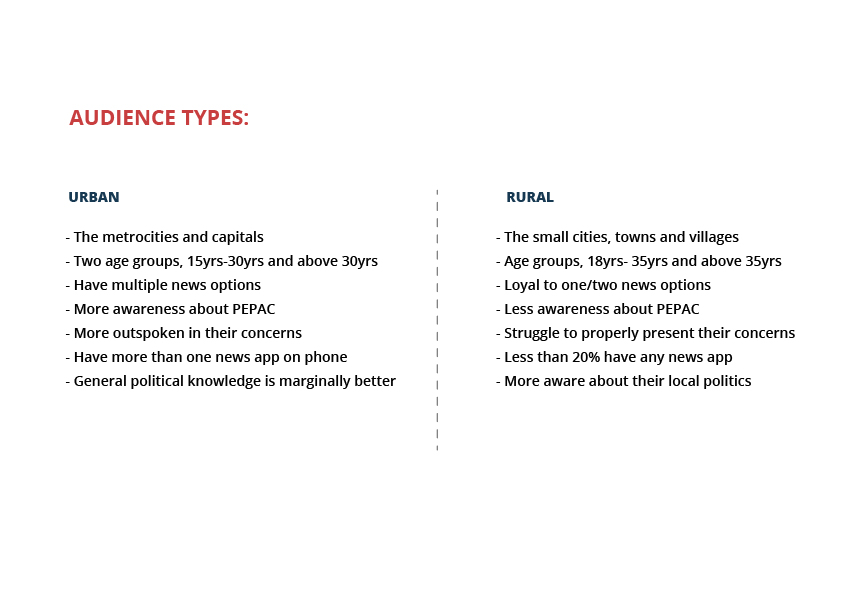 AUDIENCE TYPES:
URBAN
- The metrocities and capitals
- Two age groups, 15yrs-30yrs and above 30yrs
- Have multiple news options
- More awareness about PEPAC
- More outspoken in their concerns
- Have more than one news app on phone
- General political knowledge is marginally better
RURAL
- The small cities, towns and villages
- Age groups, 18yrs- 35yrs and above 35yrs
- Loyal to one/two news options
- Less awareness about PEPAC
- Struggle to properly present their concerns
- Less than 20% have any news app
- More aware about their local politics